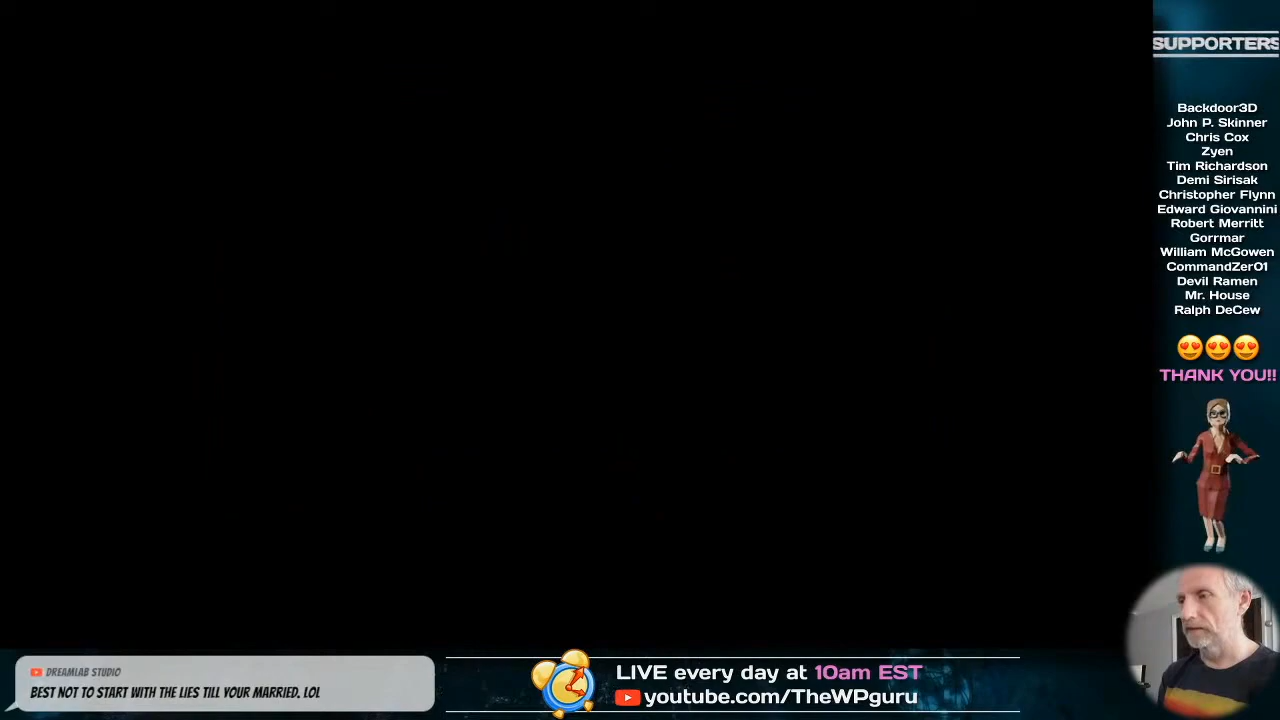 SUPPORTERS
Backdoor3D
John P. Skinner
Chris Cox
Zyen
Tim Richardson
Demi Sirisak
Christopher Flynn
Edward Giovannini
Robert Merritt
Gorrmar
William McGowen
CommandZer01
Devil Ramen
Mr. House
Ralph DeCew
THANK YOU!!
DREAMLAB STUDIO
BEST NOT TO START WITH THE LIES TILL YOUR MARRIED. LOL
LIVE every day at 10am EST
youtube.com/TheWPguru